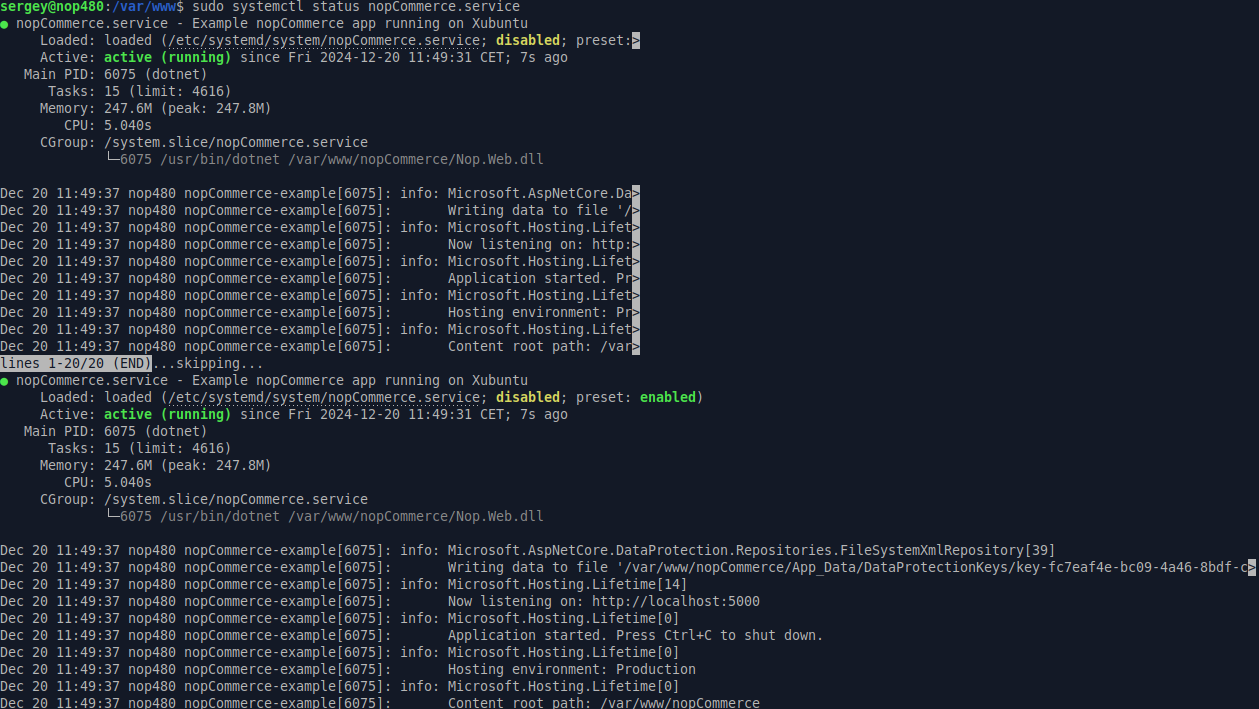 sergey@nop480:/var/www$ sudo systemctl status nopCommerce.service
● nopCommerce.service - Example nopCommerce app running on Xubuntu
     Loaded: loaded (/etc/systemd/system/nopCommerce.service; disabled; preset:>
     Active: active (running) since Fri 2024-12-20 11:49:31 CET; 7s ago
   Main PID: 6075 (dotnet)
      Tasks: 15 (limit: 4616)
     Memory: 247.6M (peak: 247.8M)
        CPU: 5.040s
     CGroup: /system.slice/nopCommerce.service
             └─6075 /usr/bin/dotnet /var/www/nopCommerce/Nop.Web.dll

Dec 20 11:49:37 nop480 nopCommerce-example[6075]: info: Microsoft.AspNetCore.Da>
Dec 20 11:49:37 nop480 nopCommerce-example[6075]:       Writing data to file '/>
Dec 20 11:49:37 nop480 nopCommerce-example[6075]: info: Microsoft.Hosting.Lifet>
Dec 20 11:49:37 nop480 nopCommerce-example[6075]:       Now listening on: http:>
Dec 20 11:49:37 nop480 nopCommerce-example[6075]: info: Microsoft.Hosting.Lifet>
Dec 20 11:49:37 nop480 nopCommerce-example[6075]:       Application started. Pr>
Dec 20 11:49:37 nop480 nopCommerce-example[6075]: info: Microsoft.Hosting.Lifet>
Dec 20 11:49:37 nop480 nopCommerce-example[6075]:       Hosting environment: Pr>
Dec 20 11:49:37 nop480 nopCommerce-example[6075]: info: Microsoft.Hosting.Lifet>
Dec 20 11:49:37 nop480 nopCommerce-example[6075]:       Content root path: /var>
lines 1-20/20 (END)...skipping...
● nopCommerce.service - Example nopCommerce app running on Xubuntu
     Loaded: loaded (/etc/systemd/system/nopCommerce.service; disabled; preset: enabled)
     Active: active (running) since Fri 2024-12-20 11:49:31 CET; 7s ago
   Main PID: 6075 (dotnet)
      Tasks: 15 (limit: 4616)
     Memory: 247.6M (peak: 247.8M)
        CPU: 5.040s
     CGroup: /system.slice/nopCommerce.service
             └─6075 /usr/bin/dotnet /var/www/nopCommerce/Nop.Web.dll

Dec 20 11:49:37 nop480 nopCommerce-example[6075]: info: Microsoft.AspNetCore.DataProtection.Repositories.FileSystemXmlRepository[39]
Dec 20 11:49:37 nop480 nopCommerce-example[6075]:       Writing data to file '/var/www/nopCommerce/App_Data/DataProtectionKeys/key-fc7eaf4e-bc09-4a46-8bdf-c>
Dec 20 11:49:37 nop480 nopCommerce-example[6075]: info: Microsoft.Hosting.Lifetime[14]
Dec 20 11:49:37 nop480 nopCommerce-example[6075]:       Now listening on: http://localhost:5000
Dec 20 11:49:37 nop480 nopCommerce-example[6075]: info: Microsoft.Hosting.Lifetime[0]
Dec 20 11:49:37 nop480 nopCommerce-example[6075]:       Application started. Press Ctrl+C to shut down.
Dec 20 11:49:37 nop480 nopCommerce-example[6075]: info: Microsoft.Hosting.Lifetime[0]
Dec 20 11:49:37 nop480 nopCommerce-example[6075]:       Hosting environment: Production
Dec 20 11:49:37 nop480 nopCommerce-example[6075]: info: Microsoft.Hosting.Lifetime[0]
Dec 20 11:49:37 nop480 nopCommerce-example[6075]:       Content root path: /var/www/nopCommerce